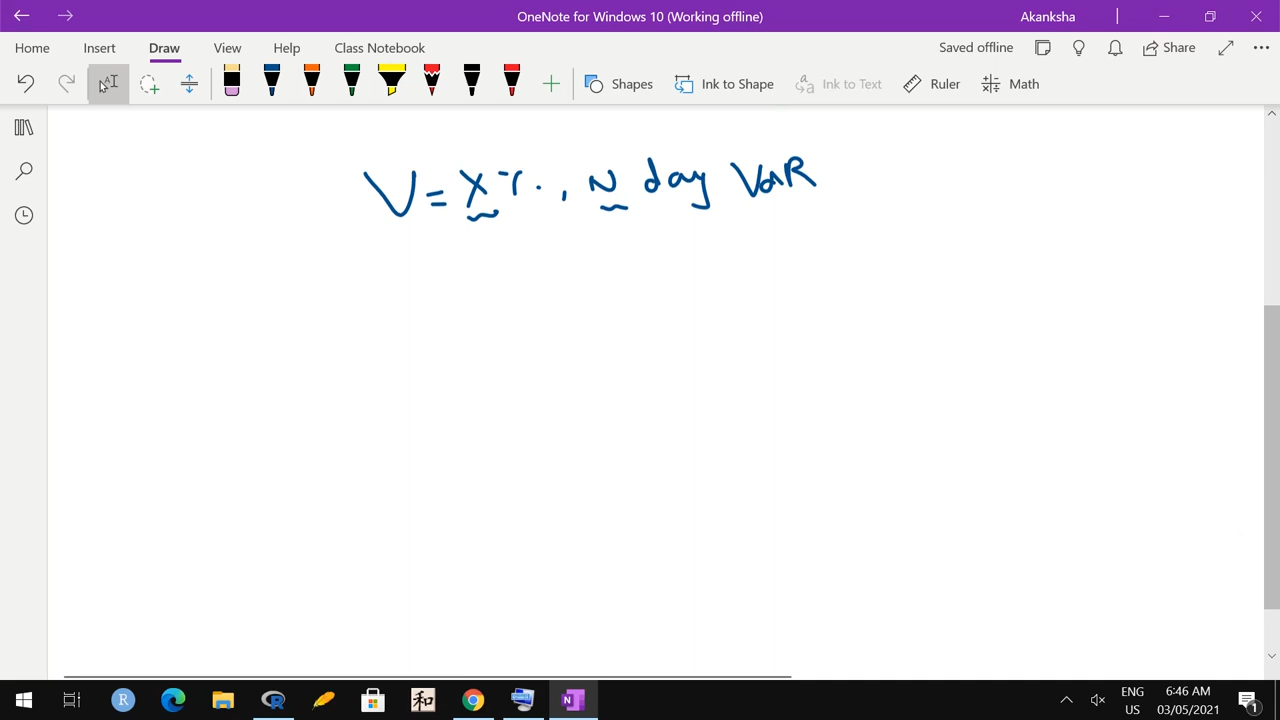 OneNote for Windows 10 (Working offline)
Akanksha
Home Insert Draw View Help Class Notebook
Saved offline Share
Shapes Ink to Shape Ink to Text Ruler Math
V = X %, N day VaR
ENG
US
6:46 AM
03/05/2021
1